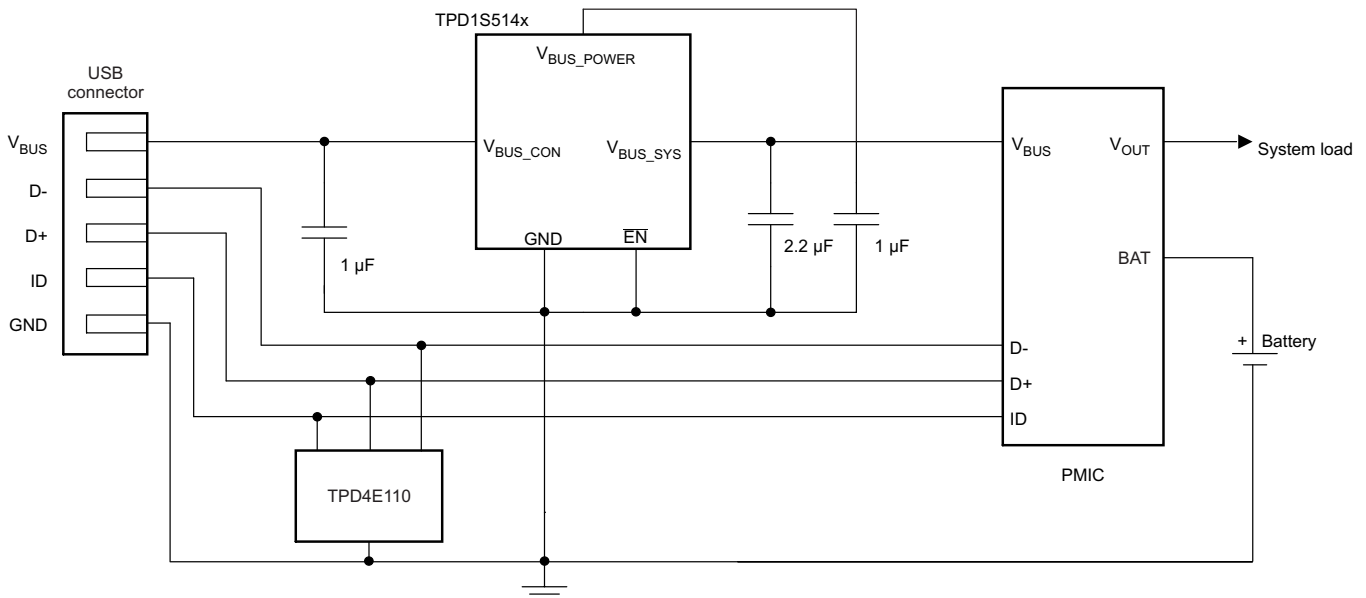 TPD1S514x
VBUS_POWER
USB
connector
VBUS
D-
D+
ID
GND
VBUS_CON
VBUS_SYS
GND
EN
1 µF
2.2 µF
1 µF
VBUS
VOUT
System load
BAT
D-
D+
ID
PMIC
+
Battery
TPD4E110